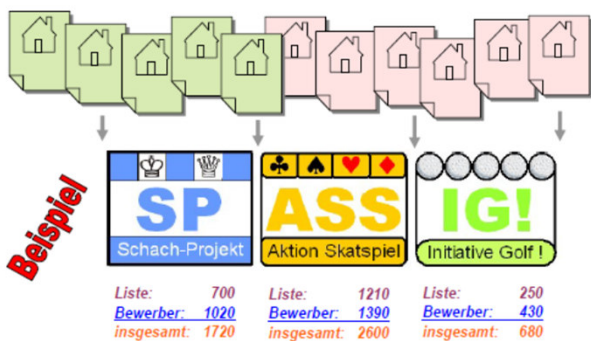 Beispiel
SP
Schach-Projekt
ASS
Aktion Skatspiel
IG!
Initiative Golf !
Liste: 700
Bewerber: 1020
insgesamt: 1720
Liste: 1210
Bewerber: 1390
insgesamt: 2600
Liste: 250
Bewerber: 430
insgesamt: 680